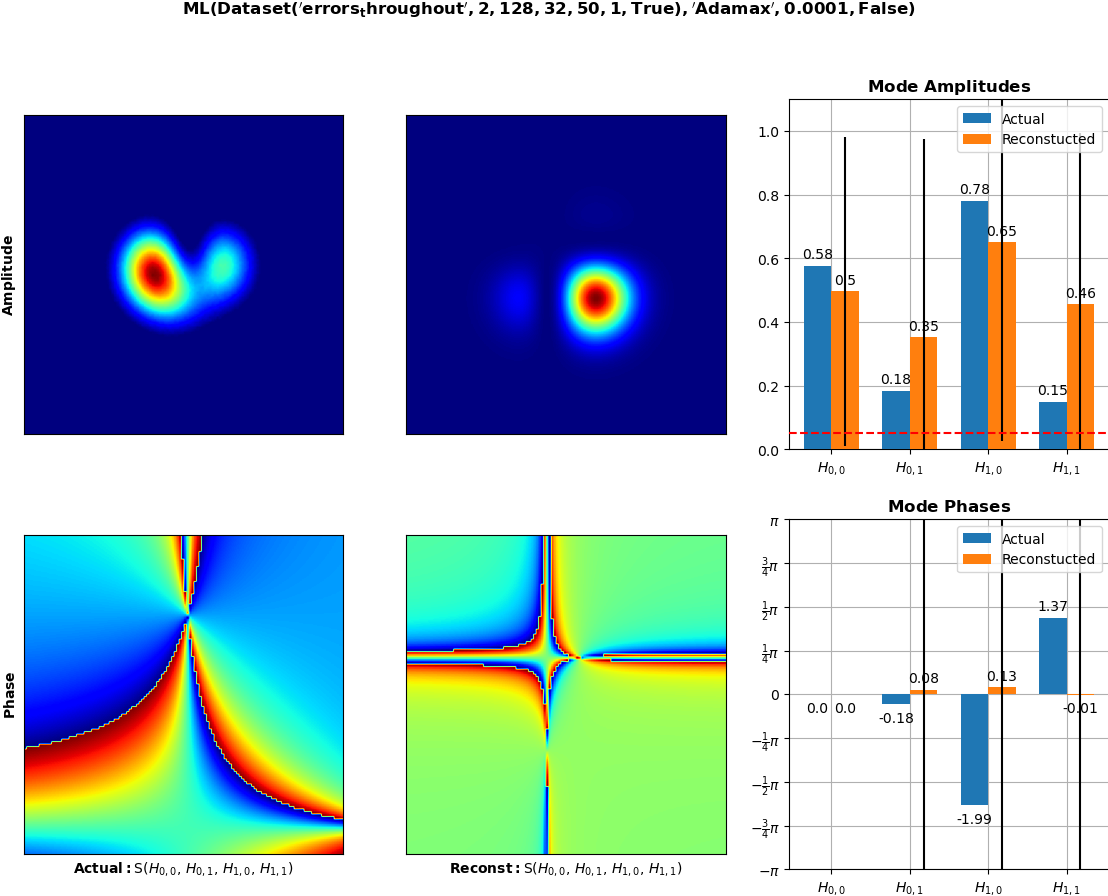 ML(Dataset('errors_throughout', 2, 128, 32, 50, 1, True), 'Adamax', 0.0001, False)
Amplitude
Mode Amplitudes
Actual
Reconstucted
1.0
0.8
0.6
0.4
0.2
0.0
0.58
0.5
0.18
0.35
0.78
0.65
0.15
0.46
H0,0
H0,1
H1,0
H1,1
Phase
Actual: S(H0,0, H0,1, H1,0, H1,1)
Reconst: S(H0,0, H0,1, H1,0, H1,1)
Mode Phases
Actual
Reconstucted
π
3/4π
1/2π
1/4π
0
−1/4π
−1/2π
−3/4π
−π
0.0
0.0
-0.18
0.08
-1.99
0.13
1.37
-0.01
H0,0
H0,1
H1,0
H1,1